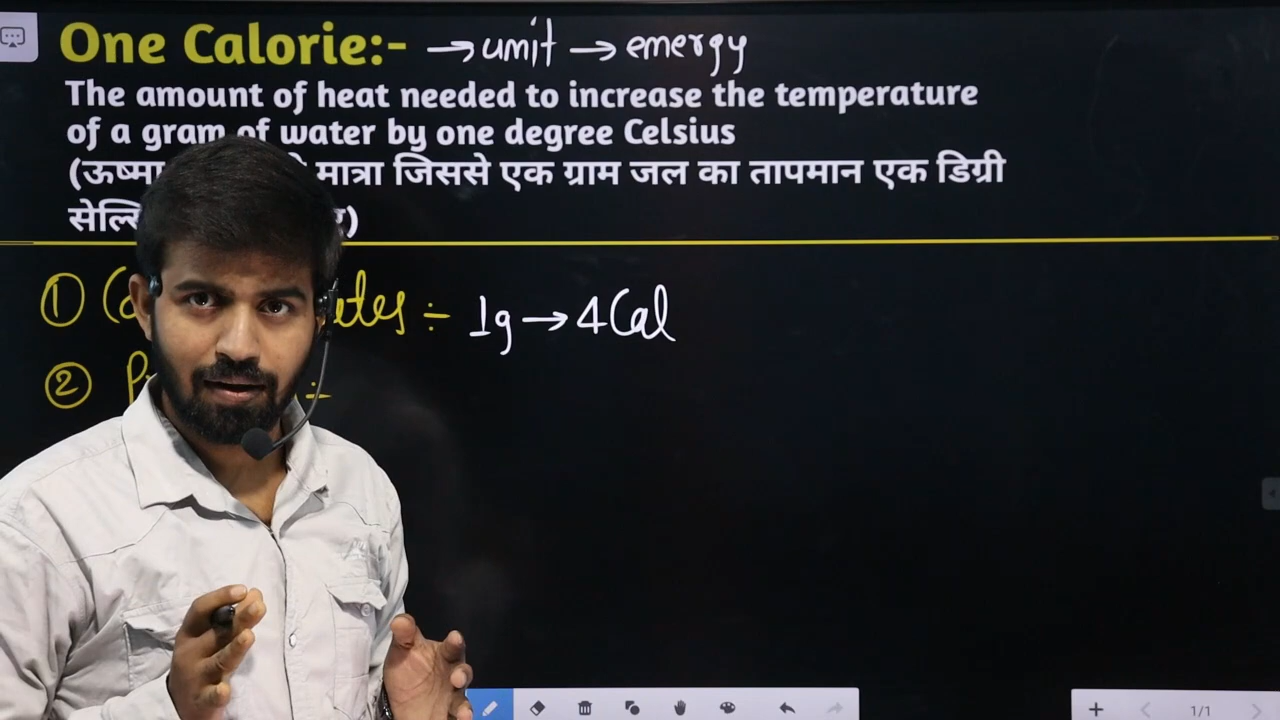 One Calorie:- → unit → energy
The amount of heat needed to increase the temperature
of a gram of water by one degree Celsius
मात्रा जिससे एक ग्राम जल का तापमान एक डिग्री
① :- 1g → 4Cal
② :-
1/1